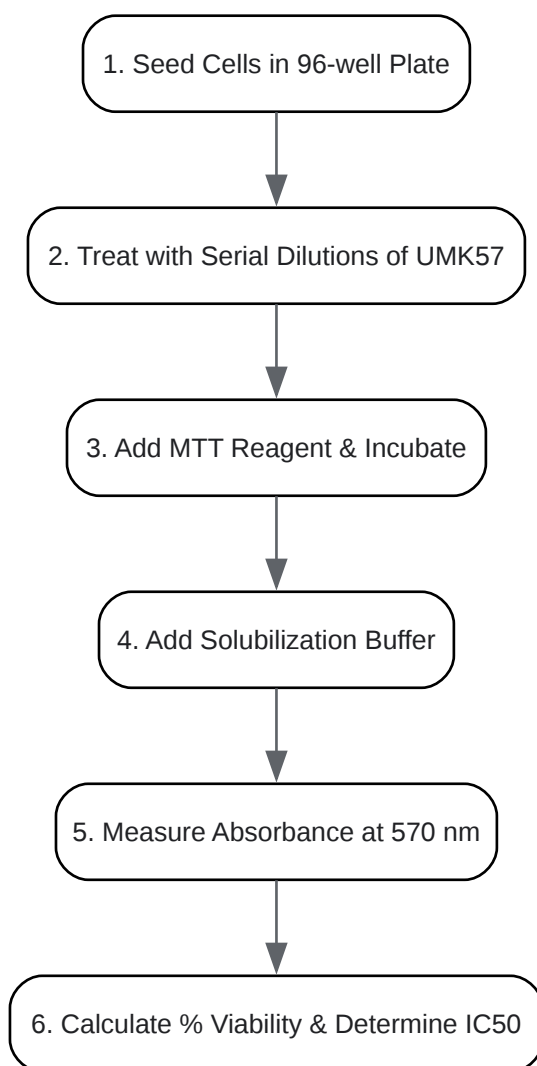 1. Seed Cells in 96-well Plate
2. Treat with Serial Dilutions of UMK57
3. Add MTT Reagent & Incubate
4. Add Solubilization Buffer
5. Measure Absorbance at 570 nm
6. Calculate % Viability & Determine IC50